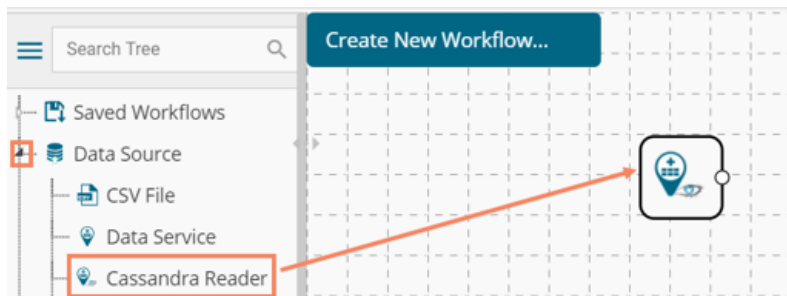 Search Tree
Create New Workflow...
Saved Workflows
Data Source
CSV File
Data Service
Cassandra Reader